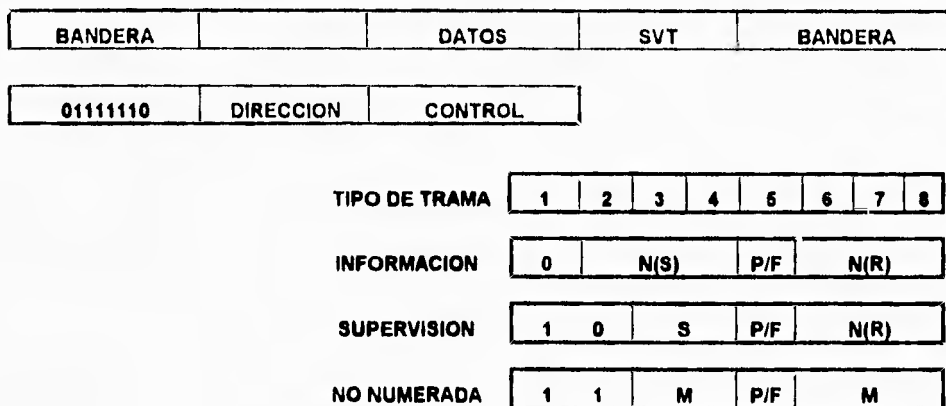 BANDERA DATOS SVT BANDERA
01111110 DIRECCION CONTROL
TIPO DE TRAMA 1 2 3 4 5 6 7 8
INFORMACION 0 N(S) P/F N(R)
SUPERVISION 1 0 S P/F N(R)
NO NUMERADA 1 1 M P/F M